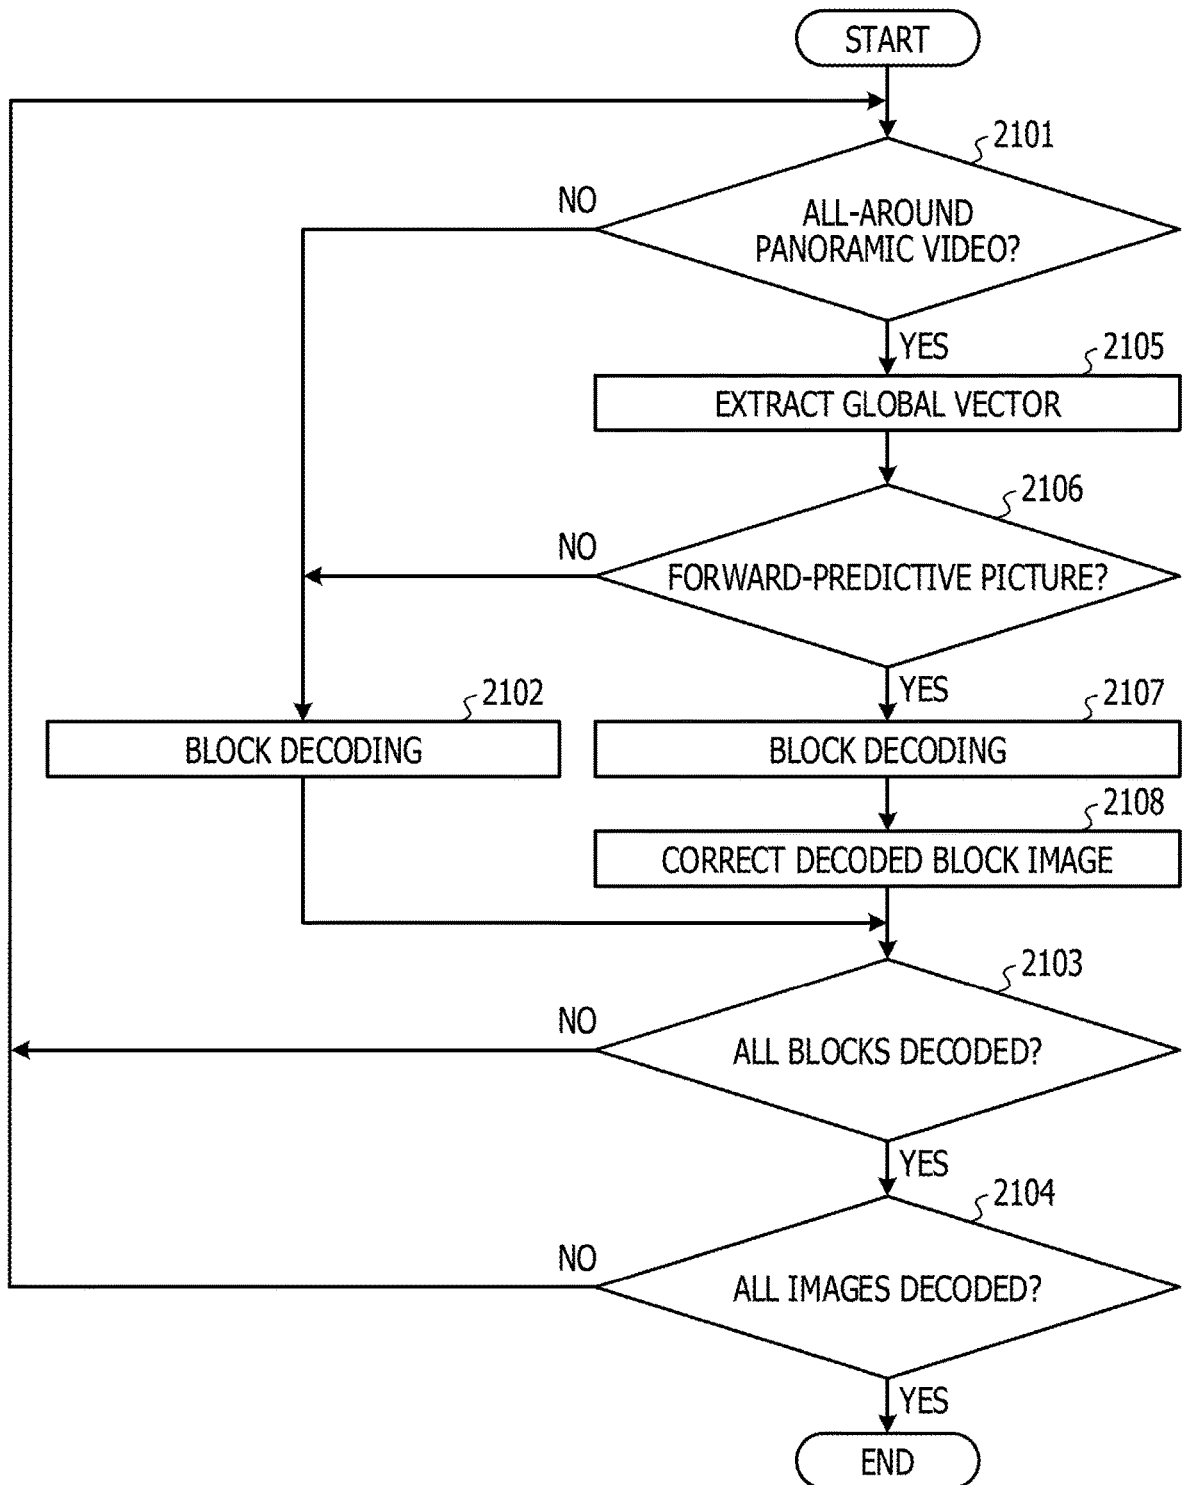 START
2101
NO
ALL-AROUND
PANORAMIC VIDEO?
YES
2105
EXTRACT GLOBAL VECTOR
2106
NO
FORWARD-PREDICTIVE PICTURE?
YES
2102
2107
BLOCK DECODING
BLOCK DECODING
2108
CORRECT DECODED BLOCK IMAGE
2103
NO
ALL BLOCKS DECODED?
YES
2104
NO
ALL IMAGES DECODED?
YES
END